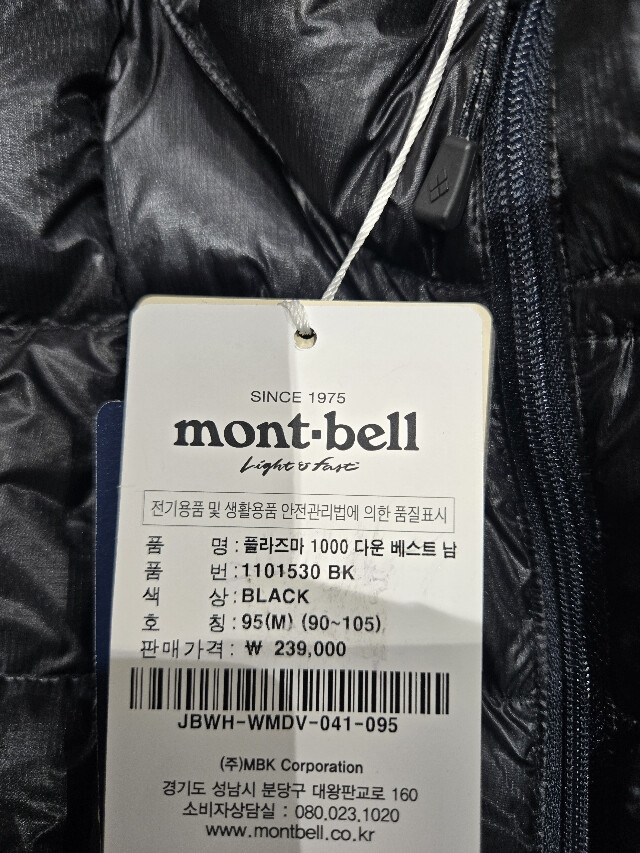 SINCE 1975
mont-bell
Light & Fast
전기용품 및 생활용품 안전관리법에 의한 품질표시
품 명 : 플라즈마 1000 다운 베스트 남
품 번 : 1101530 BK
색 상 : BLACK
호 칭 : 95(M) (90~105)
판매가격 : ₩ 239,000
JBWH-WMDV-041-095
(주)MBK Corporation
경기도 성남시 분당구 대왕판교로 160
소비자상담실 : 080.023.1020
www.montbell.co.kr